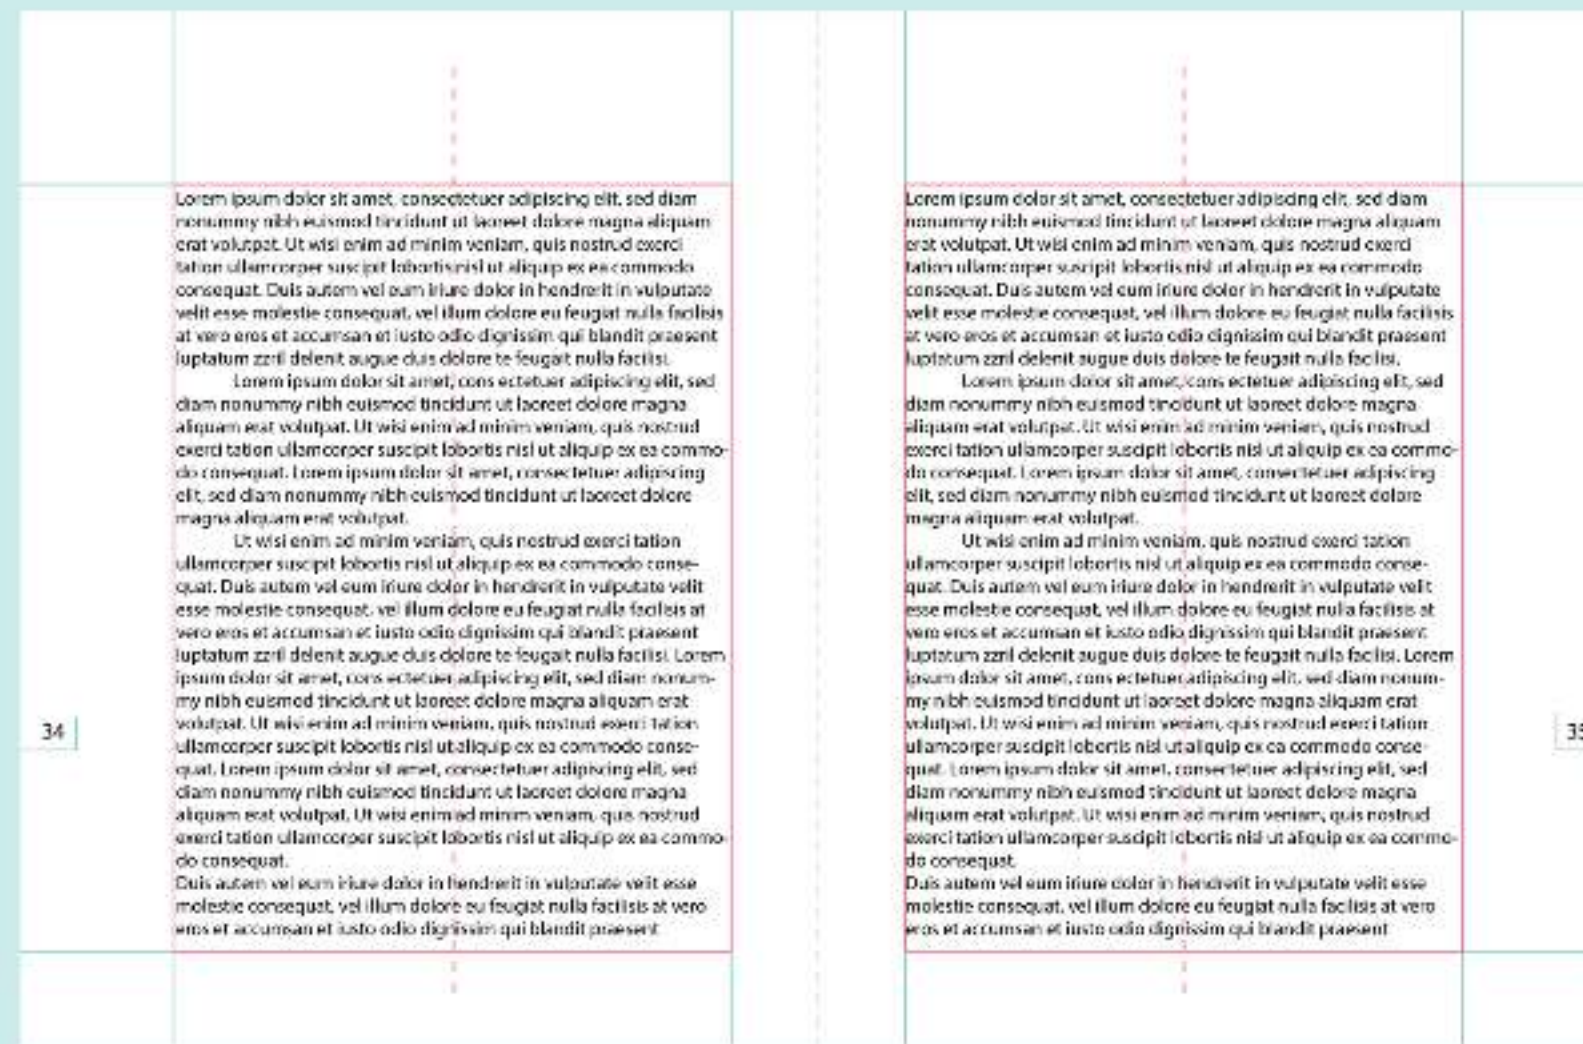 Lorem ipsum dolor sit amet, consectetuer adipiscing elit, sed diam
nonummy nibh euismod tincidunt ut laoreet dolore magna aliquam
erat volutpat. Ut wisi enim ad minim veniam, quis nostrud exerci
tation ullamcorper suscipit lobortis nisl ut aliquip ex ea commodo
consequat. Duis autem vel eum iriure dolor in hendrerit in vulputate
velit esse molestie consequat, vel illum dolore eu feugiat nulla facilisis
at vero eros et accumsan et iusto odio dignissim qui blandit praesent
luptatum zzril delenit augue duis dolore te feugait nulla facilisi.
Lorem ipsum dolor sit amet, cons ectetuer adipiscing elit, sed
diam nonummy nibh euismod tincidunt ut laoreet dolore magna
aliquam erat volutpat. Ut wisi enim ad minim veniam, quis nostrud
exerci tation ullamcorper suscipit lobortis nisl ut aliquip ex ea commo-
do consequat. Lorem ipsum dolor sit amet, consectetuer adipiscing
elit, sed diam nonummy nibh euismod tincidunt ut laoreet dolore
magna aliquam erat volutpat.
Ut wisi enim ad minim veniam, quis nostrud exerci tation
ullamcorper suscipit lobortis nisl ut aliquip ex ea commodo conse-
quat. Duis autem vel eum iriure dolor in hendrerit in vulputate velit
esse molestie consequat, vel illum dolore eu feugiat nulla facilisis at
vero eros et accumsan et iusto odio dignissim qui blandit praesent
luptatum zzril delenit augue duis dolore te feugait nulla facilisi. Lorem
ipsum dolor sit amet, cons ectetuer adipiscing elit, sed diam nonum-
my nibh euismod tincidunt ut laoreet dolore magna aliquam erat
volutpat. Ut wisi enim ad minim veniam, quis nostrud exerci tation
ullamcorper suscipit lobortis nisl ut aliquip ex ea commodo conse-
quat. Lorem ipsum dolor sit amet, consectetuer adipiscing elit, sed
diam nonummy nibh euismod tincidunt ut laoreet dolore magna
aliquam erat volutpat. Ut wisi enim ad minim veniam, quis nostrud
exerci tation ullamcorper suscipit lobortis nisl ut aliquip ex ea commo-
do consequat.
Duis autem vel eum iriure dolor in hendrerit in vulputate velit esse
molestie consequat, vel illum dolore eu feugiat nulla facilisis at vero
eros et accumsan et iusto odio dignissim qui blandit praesent
34
Lorem ipsum dolor sit amet, consectetuer adipiscing elit, sed diam
nonummy nibh euismod tincidunt ut laoreet dolore magna aliquam
erat volutpat. Ut wisi enim ad minim veniam, quis nostrud exerci
tation ullamcorper suscipit lobortis nisl ut aliquip ex ea commodo
consequat. Duis autem vel eum iriure dolor in hendrerit in vulputate
velit esse molestie consequat, vel illum dolore eu feugiat nulla facilisis
at vero eros et accumsan et iusto odio dignissim qui blandit praesent
luptatum zzril delenit augue duis dolore te feugait nulla facilisi.
Lorem ipsum dolor sit amet, cons ectetuer adipiscing elit, sed
diam nonummy nibh euismod tincidunt ut laoreet dolore magna
aliquam erat volutpat. Ut wisi enim ad minim veniam, quis nostrud
exerci tation ullamcorper suscipit lobortis nisl ut aliquip ex ea commo-
do consequat. Lorem ipsum dolor sit amet, consectetuer adipiscing
elit, sed diam nonummy nibh euismod tincidunt ut laoreet dolore
magna aliquam erat volutpat.
Ut wisi enim ad minim veniam, quis nostrud exerci tation
ullamcorper suscipit lobortis nisl ut aliquip ex ea commodo conse-
quat. Duis autem vel eum iriure dolor in hendrerit in vulputate velit
esse molestie consequat, vel illum dolore eu feugiat nulla facilisis at
vero eros et accumsan et iusto odio dignissim qui blandit praesent
luptatum zzril delenit augue duis dolore te feugait nulla facilisi. Lorem
ipsum dolor sit amet, cons ectetuer adipiscing elit, sed diam nonum-
my nibh euismod tincidunt ut laoreet dolore magna aliquam erat
volutpat. Ut wisi enim ad minim veniam, quis nostrud exerci tation
ullamcorper suscipit lobortis nisl ut aliquip ex ea commodo conse-
quat. Lorem ipsum dolor sit amet, consectetuer adipiscing elit, sed
diam nonummy nibh euismod tincidunt ut laoreet dolore magna
aliquam erat volutpat. Ut wisi enim ad minim veniam, quis nostrud
exerci tation ullamcorper suscipit lobortis nisl ut aliquip ex ea commo-
do consequat.
Duis autem vel eum iriure dolor in hendrerit in vulputate velit esse
molestie consequat, vel illum dolore eu feugiat nulla facilisis at vero
eros et accumsan et iusto odio dignissim qui blandit praesent